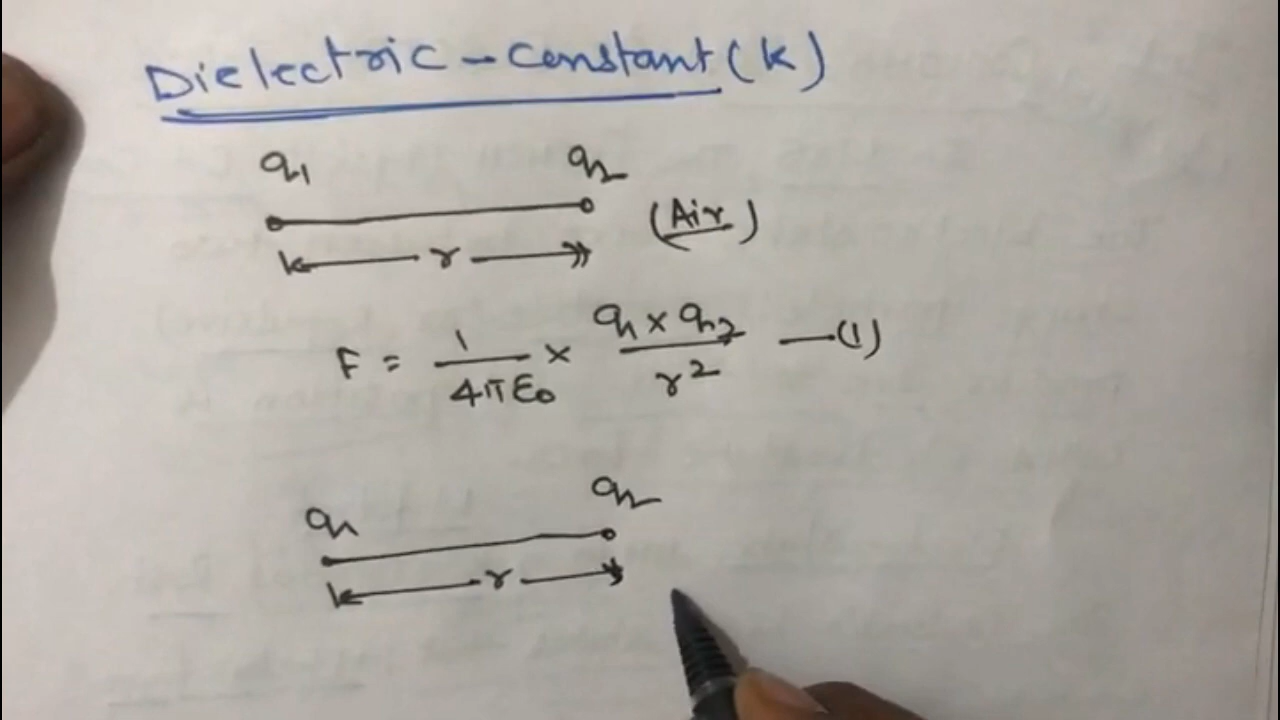 Dielectric - Constant (K)
q1 q2
(Air)
r
F = 1/4πε0 × q1 × q2/r² —(1)
q1 q2
r